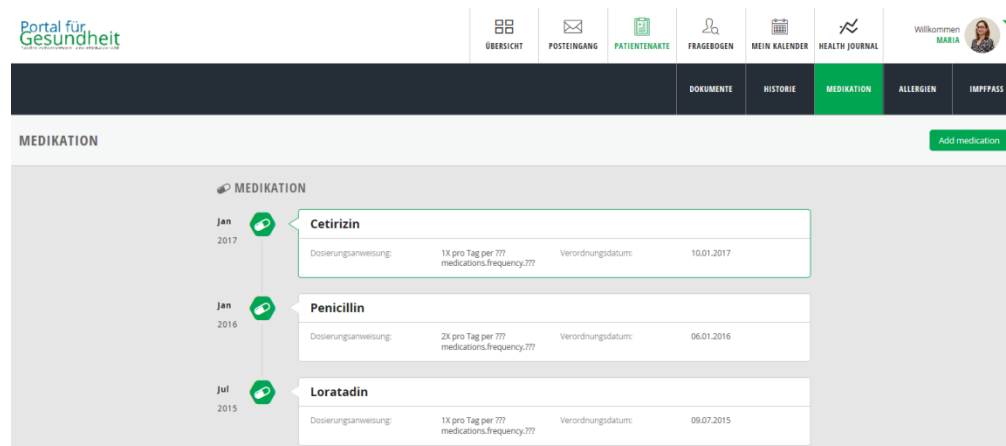 Portal für
Gesundheit
ÜBERSICHT
POSTEINGANG
PATIENTENAKTE
FRAGEBOGEN
MEIN KALENDER
HEALTH JOURNAL
Willkommen
MARIA
DOKUMENTE
HISTORIE
MEDIKATION
ALLERGIEN
IMPFPASS
MEDIKATION
Add medication
MEDIKATION
Jan
2017
Cetirizin
Dosierungsanweisung:
1X pro Tag per ???
medications.frequency.???
Verordnungsdatum:
10.01.2017
Jan
2016
Penicillin
Dosierungsanweisung:
2X pro Tag per ???
medications.frequency.???
Verordnungsdatum:
06.01.2016
Jul
2015
Loratadin
Dosierungsanweisung:
1X pro Tag per ???
medications.frequency.???
Verordnungsdatum:
09.07.2015